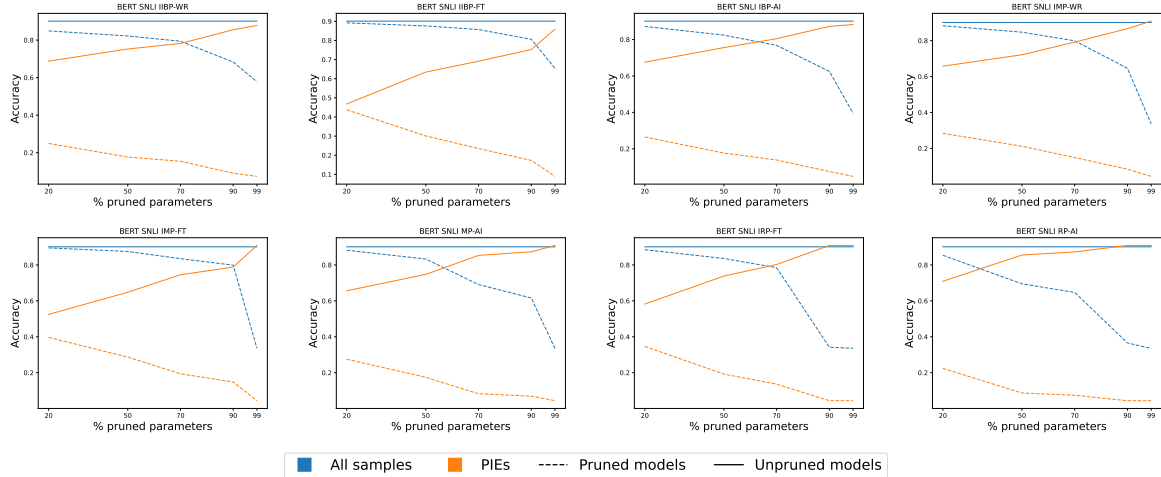 BERT SNLI IIBP-WR
Accuracy
0.8
0.6
0.4
0.2
20 50 70 90 99
% pruned parameters
BERT SNLI IIBP-FT
Accuracy
0.9
0.8
0.7
0.6
0.5
0.4
0.3
0.2
0.1
20 50 70 90 99
% pruned parameters
BERT SNLI IBP-AI
Accuracy
0.8
0.6
0.4
0.2
20 50 70 90 99
% pruned parameters
BERT SNLI IMP-WR
Accuracy
0.8
0.6
0.4
0.2
20 50 70 90 99
% pruned parameters
BERT SNLI IMP-FT
Accuracy
0.8
0.6
0.4
0.2
20 50 70 90 99
% pruned parameters
BERT SNLI MP-AI
Accuracy
0.8
0.6
0.4
0.2
20 50 70 90 99
% pruned parameters
BERT SNLI IRP-FT
Accuracy
0.8
0.6
0.4
0.2
20 50 70 90 99
% pruned parameters
BERT SNLI RP-AI
Accuracy
0.8
0.6
0.4
0.2
20 50 70 90 99
% pruned parameters
All samples PIEs Pruned models Unpruned models